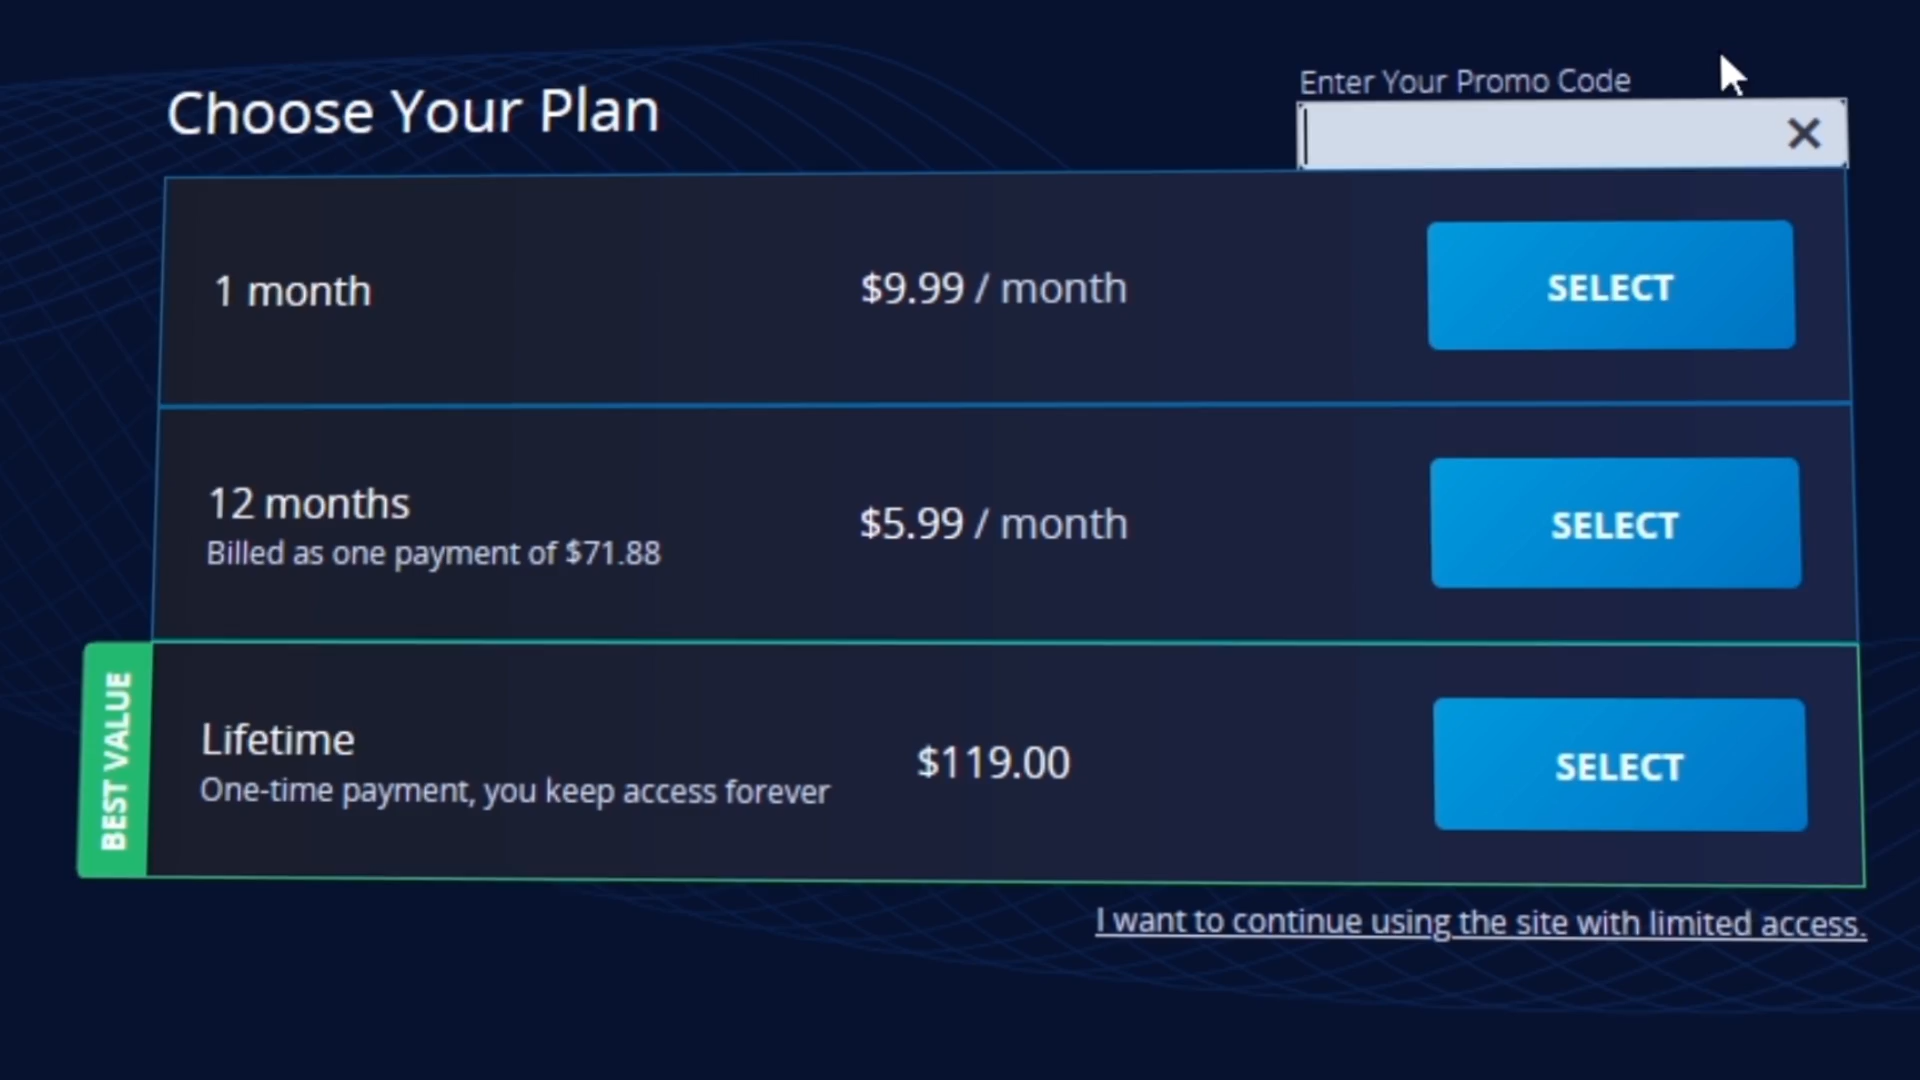 Choose Your Plan
Enter Your Promo Code
1 month
$9.99 / month
SELECT
12 months
Billed as one payment of $71.88
$5.99 / month
SELECT
BEST VALUE
Lifetime
One-time payment, you keep access forever
$119.00
SELECT
I want to continue using the site with limited access.